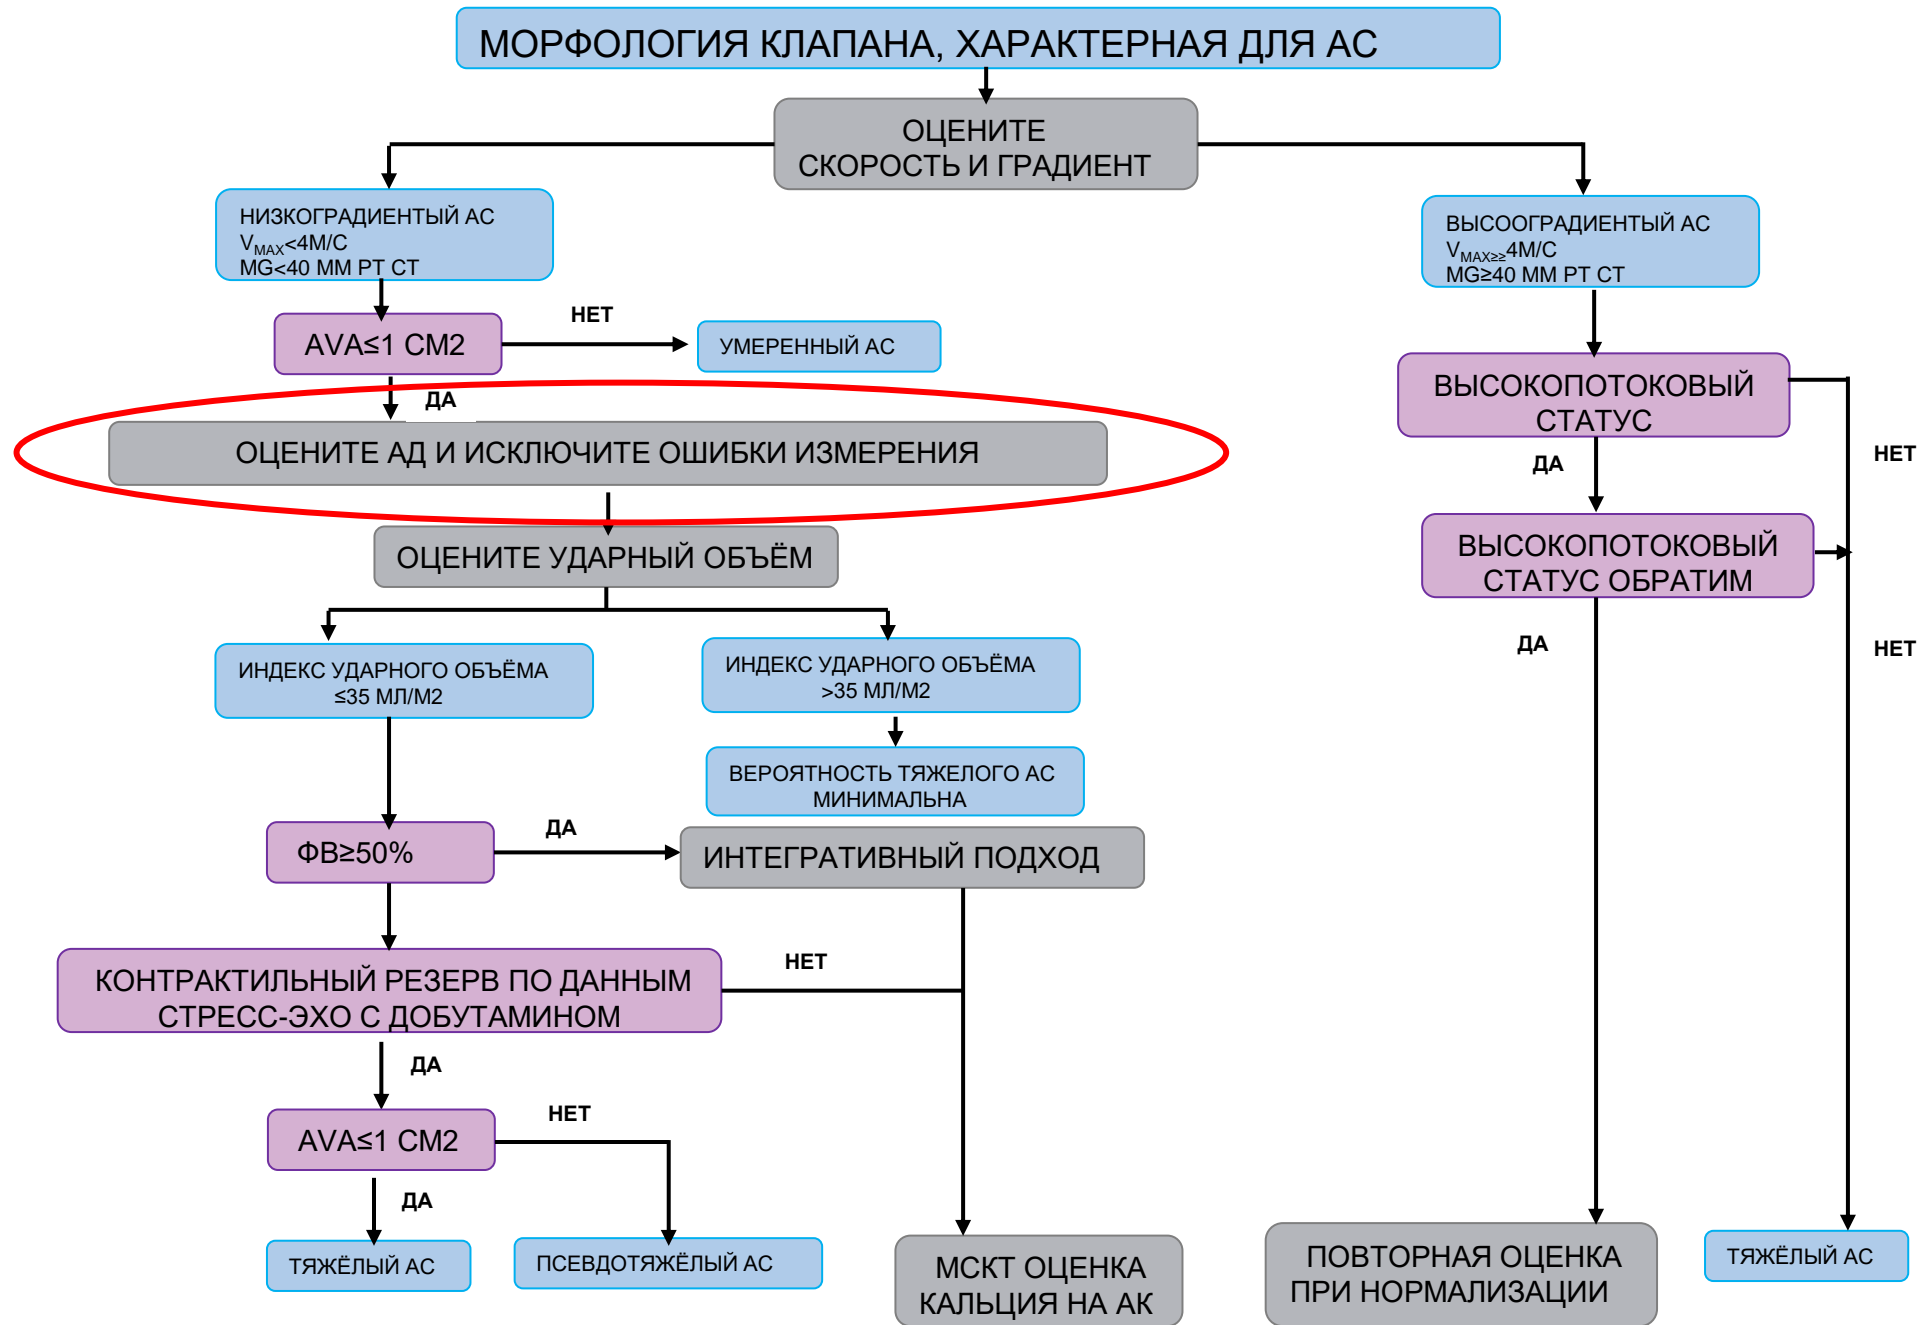 МОРФОЛОГИЯ КЛАПАНА, ХАРАКТЕРНАЯ ДЛЯ АС
ОЦЕНИТЕ
СКОРОСТЬ И ГРАДИЕНТ
НИЗКОГРАДИЕНТЫЙ АС
VMAX<4М/С
MG<40 ММ РТ СТ
ВЫСООГРАДИЕНТЫЙ АС
VMAX≥≥4М/С
MG≥40 ММ РТ СТ
AVA≤1 СМ2
НЕТ
УМЕРЕННЫЙ АС
ДА
ОЦЕНИТЕ АД И ИСКЛЮЧИТЕ ОШИБКИ ИЗМЕРЕНИЯ
ВЫСОКОПОТОКОВЫЙ
СТАТУС
ДА
НЕТ
ОЦЕНИТЕ УДАРНЫЙ ОБЪЁМ
ВЫСОКОПОТОКОВЫЙ
СТАТУС ОБРАТИМ
ДА
НЕТ
ИНДЕКС УДАРНОГО ОБЪЁМА
≤35 МЛ/М2
ИНДЕКС УДАРНОГО ОБЪЁМА
>35 МЛ/М2
ВЕРОЯТНОСТЬ ТЯЖЕЛОГО АС
МИНИМАЛЬНА
ФВ≥50%
ДА
ИНТЕГРАТИВНЫЙ ПОДХОД
КОНТРАКТИЛЬНЫЙ РЕЗЕРВ ПО ДАННЫМ
СТРЕСС-ЭХО С ДОБУТАМИНОМ
НЕТ
ДА
AVA≤1 СМ2
НЕТ
ДА
ТЯЖЁЛЫЙ АС
ПСЕВДОТЯЖЁЛЫЙ АС
МСКТ ОЦЕНКА
КАЛЬЦИЯ НА АК
ПОВТОРНАЯ ОЦЕНКА
ПРИ НОРМАЛИЗАЦИИ
ТЯЖЁЛЫЙ АС